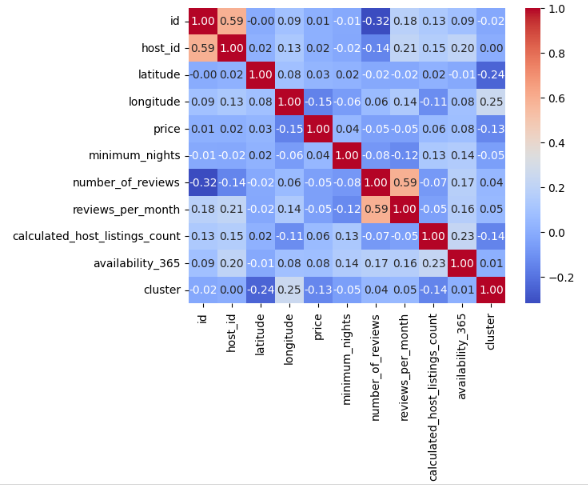 id 1.00 0.59 -0.00 0.09 0.01 -0.01 -0.32 0.18 0.13 0.09 -0.02
host_id 0.59 1.00 0.02 0.13 0.02 -0.02 -0.14 0.21 0.15 0.20 0.00
latitude -0.00 0.02 1.00 0.08 0.03 0.02 -0.02 -0.02 0.02 -0.01 -0.24
longitude 0.09 0.13 0.08 1.00 -0.15 -0.06 0.06 0.14 -0.11 0.08 0.25
price 0.01 0.02 0.03 -0.15 1.00 0.04 -0.05 -0.05 0.06 0.08 -0.13
minimum_nights -0.01 -0.02 0.02 -0.06 0.04 1.00 -0.08 -0.12 0.13 0.14 -0.05
number_of_reviews -0.32 -0.14 -0.02 0.06 -0.05 -0.08 1.00 0.59 -0.07 0.17 0.04
reviews_per_month 0.18 0.21 -0.02 0.14 -0.05 -0.12 0.59 1.00 -0.05 0.16 0.05
calculated_host_listings_count 0.13 0.15 0.02 -0.11 0.06 0.13 -0.07 -0.05 1.00 0.23 -0.14
availability_365 0.09 0.20 -0.01 0.08 0.08 0.14 0.17 0.16 0.23 1.00 0.01
cluster -0.02 0.00 -0.24 0.25 -0.13 -0.05 0.04 0.05 -0.14 0.01 1.00
id
host_id
latitude
longitude
price
minimum_nights
number_of_reviews
reviews_per_month
calculated_host_listings_count
availability_365
cluster
1.0
0.8
0.6
0.4
0.2
0.0
−0.2